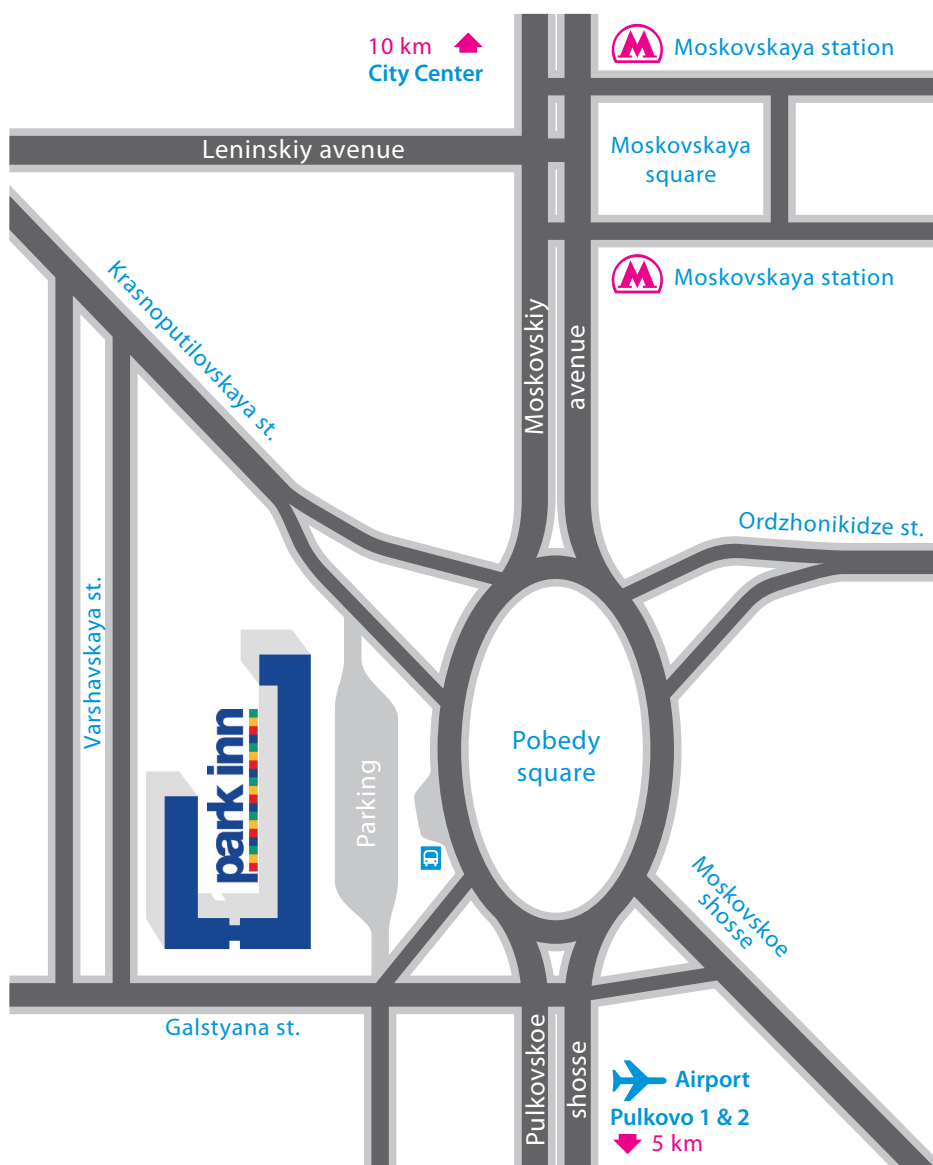 10 km
City Center
Moskovskaya station
Leninskiy avenue
Moskovskaya
square
Moskovskaya station
Krasnoputilovskaya st.
Moskovskiy
avenue
Ordzhonikidze st.
Varshavskaya st.
park inn
Parking
Pobedy
square
Moskovskoe
shosse
Galstyana st.
Pulkovskoe
shosse
Airport
Pulkovo 1 & 2
5 km